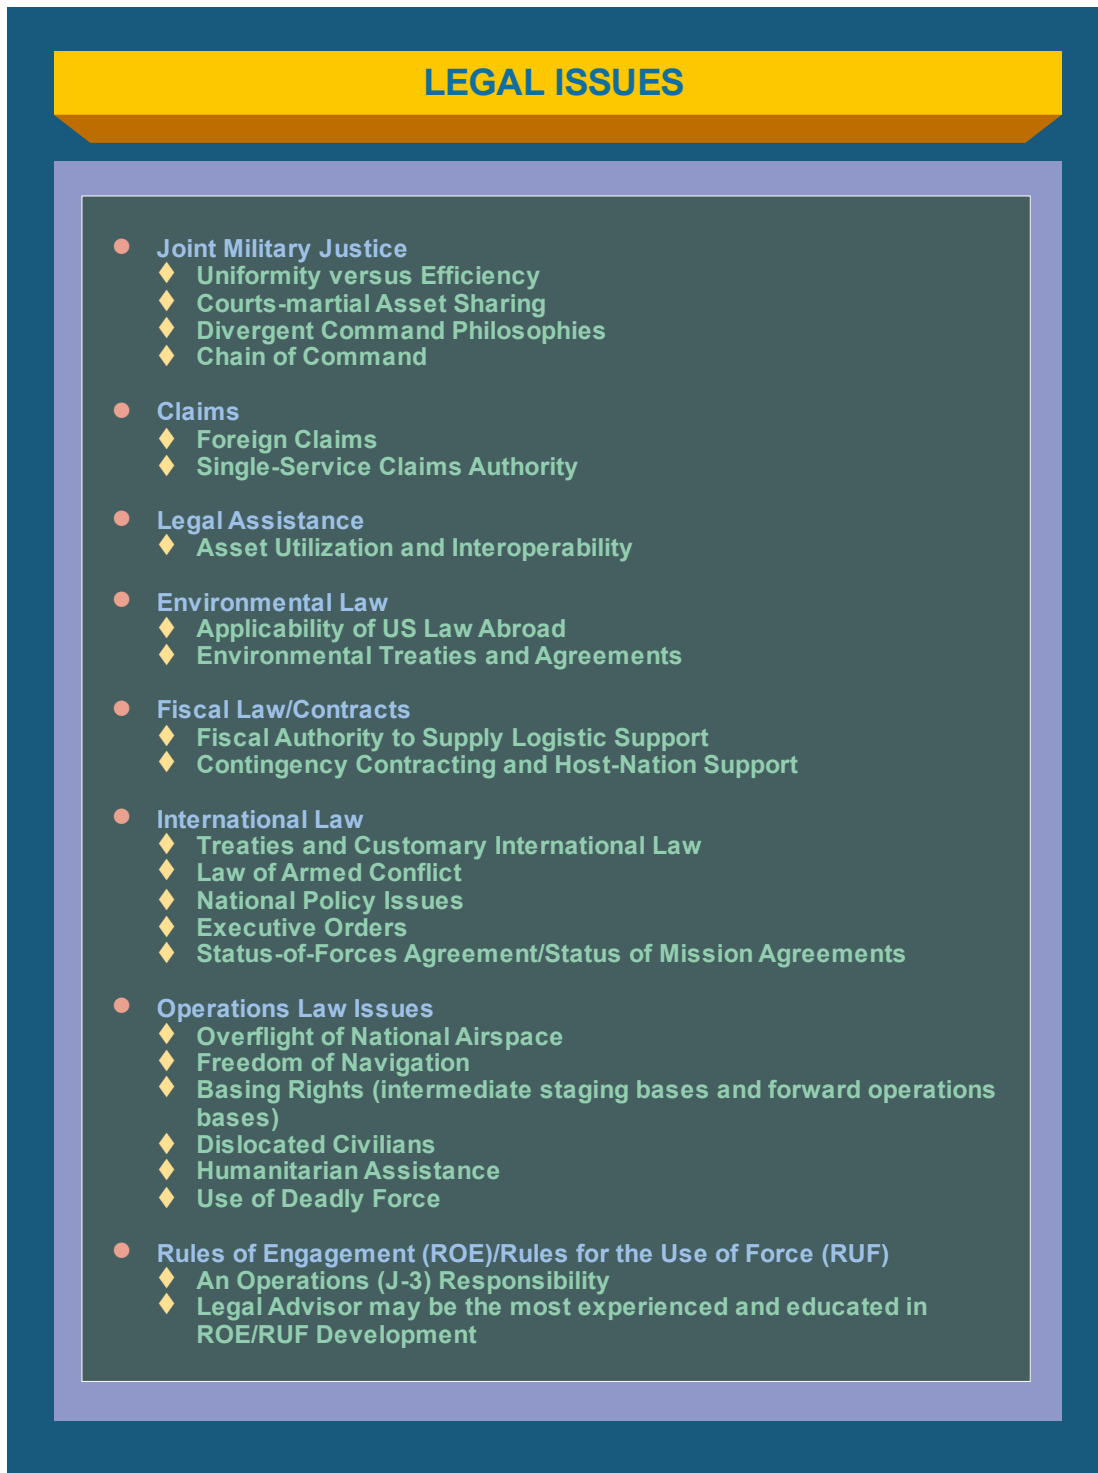 LEGAL ISSUES
Joint Military Justice
Uniformity versus Efficiency
Courts-martial Asset Sharing
Divergent Command Philosophies
Chain of Command
Claims
Foreign Claims
Single-Service Claims Authority
Legal Assistance
Asset Utilization and Interoperability
Environmental Law
Applicability of US Law Abroad
Environmental Treaties and Agreements
Fiscal Law/Contracts
Fiscal Authority to Supply Logistic Support
Contingency Contracting and Host-Nation Support
International Law
Treaties and Customary International Law
Law of Armed Conflict
National Policy Issues
Executive Orders
Status-of-Forces Agreement/Status of Mission Agreements
Operations Law Issues
Overflight of National Airspace
Freedom of Navigation
Basing Rights (intermediate staging bases and forward operations
bases)
Dislocated Civilians
Humanitarian Assistance
Use of Deadly Force
Rules of Engagement (ROE)/Rules for the Use of Force (RUF)
An Operations (J-3) Responsibility
Legal Advisor may be the most experienced and educated in
ROE/RUF Development